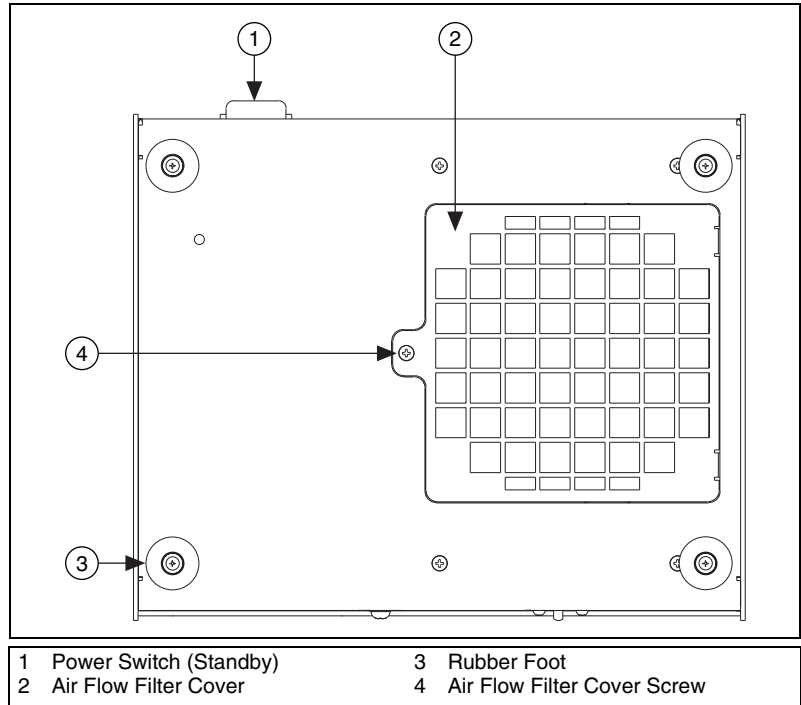 1
2
4
3
1 Power Switch (Standby)
2 Air Flow Filter Cover
3 Rubber Foot
4 Air Flow Filter Cover Screw